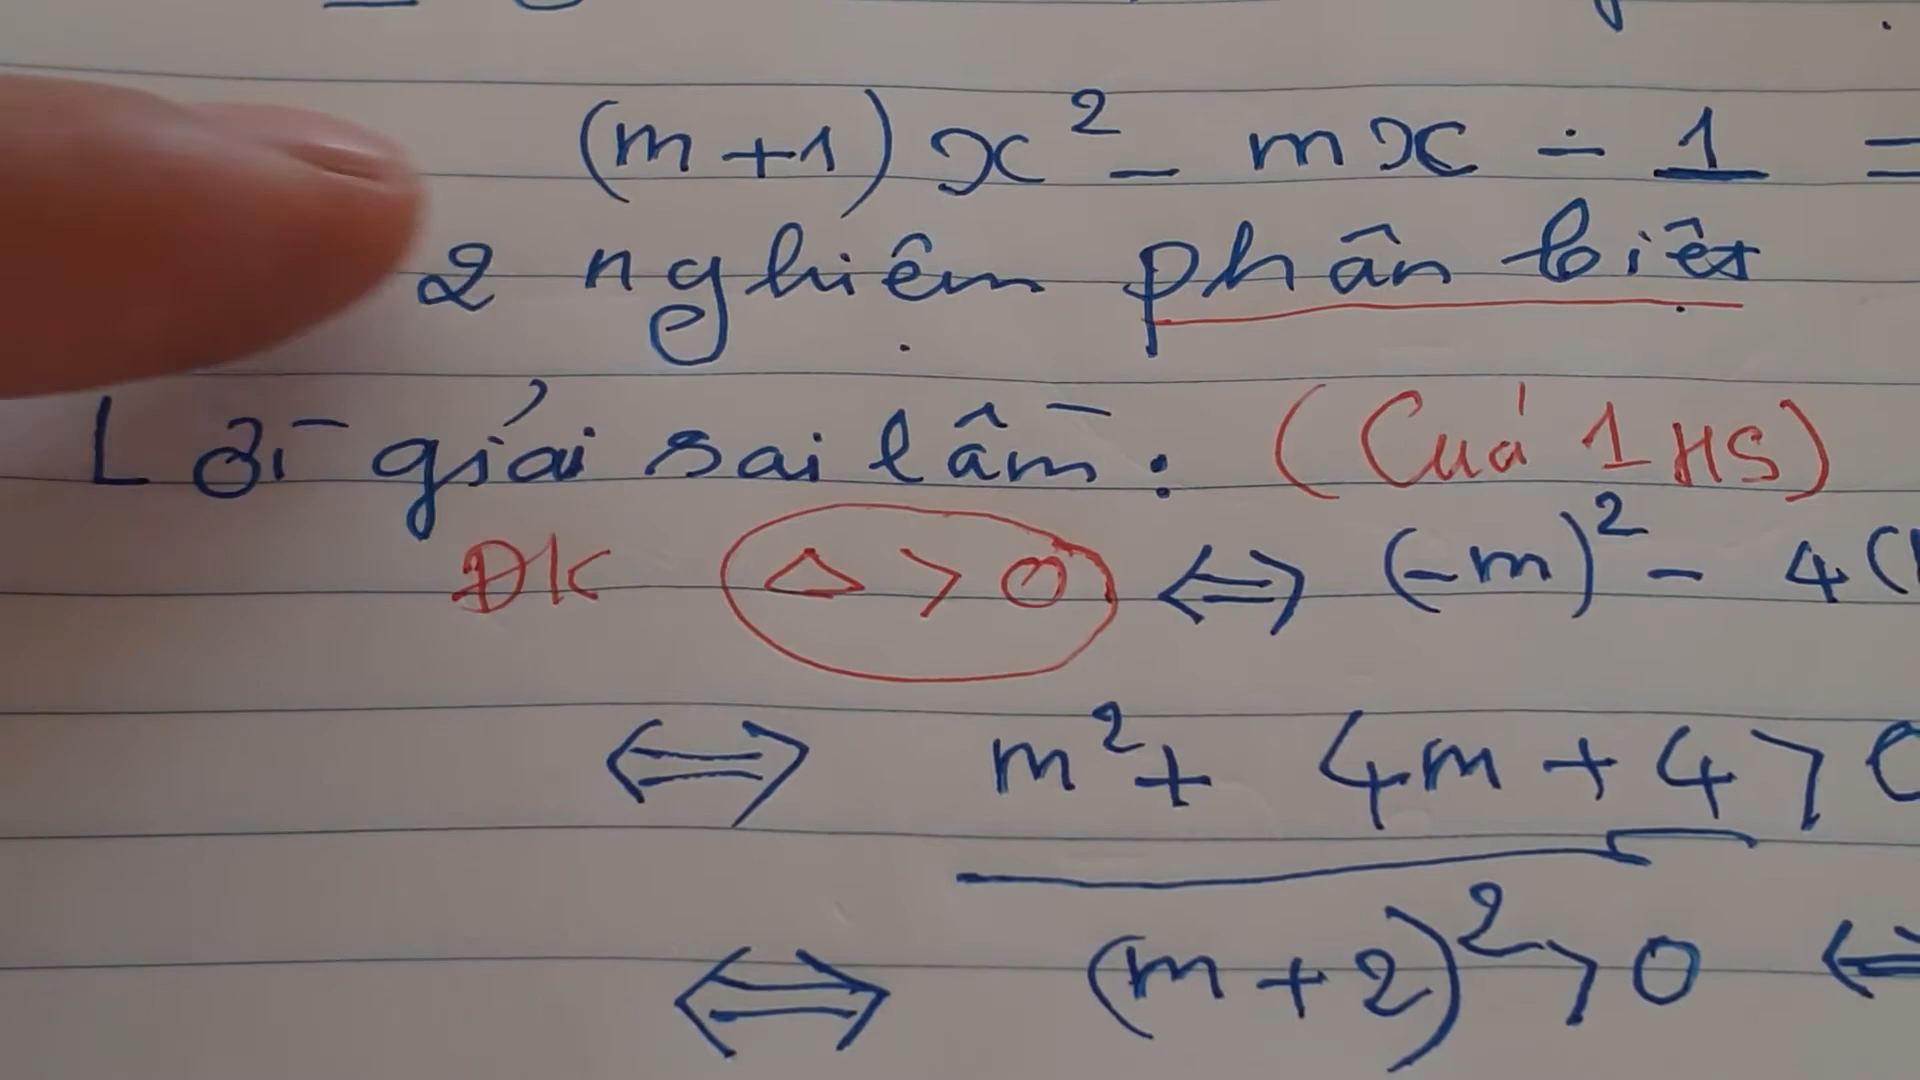 (m+1)x² - mx - 1 =
2 nghiệm phân biệt
Lời giải sai lầm: (Của 1 HS)
ĐK Δ > 0 ⇔ (-m)² - 4(
⇔ m² + 4m + 4 > 0
⇔ (m+2)² > 0 ⇔